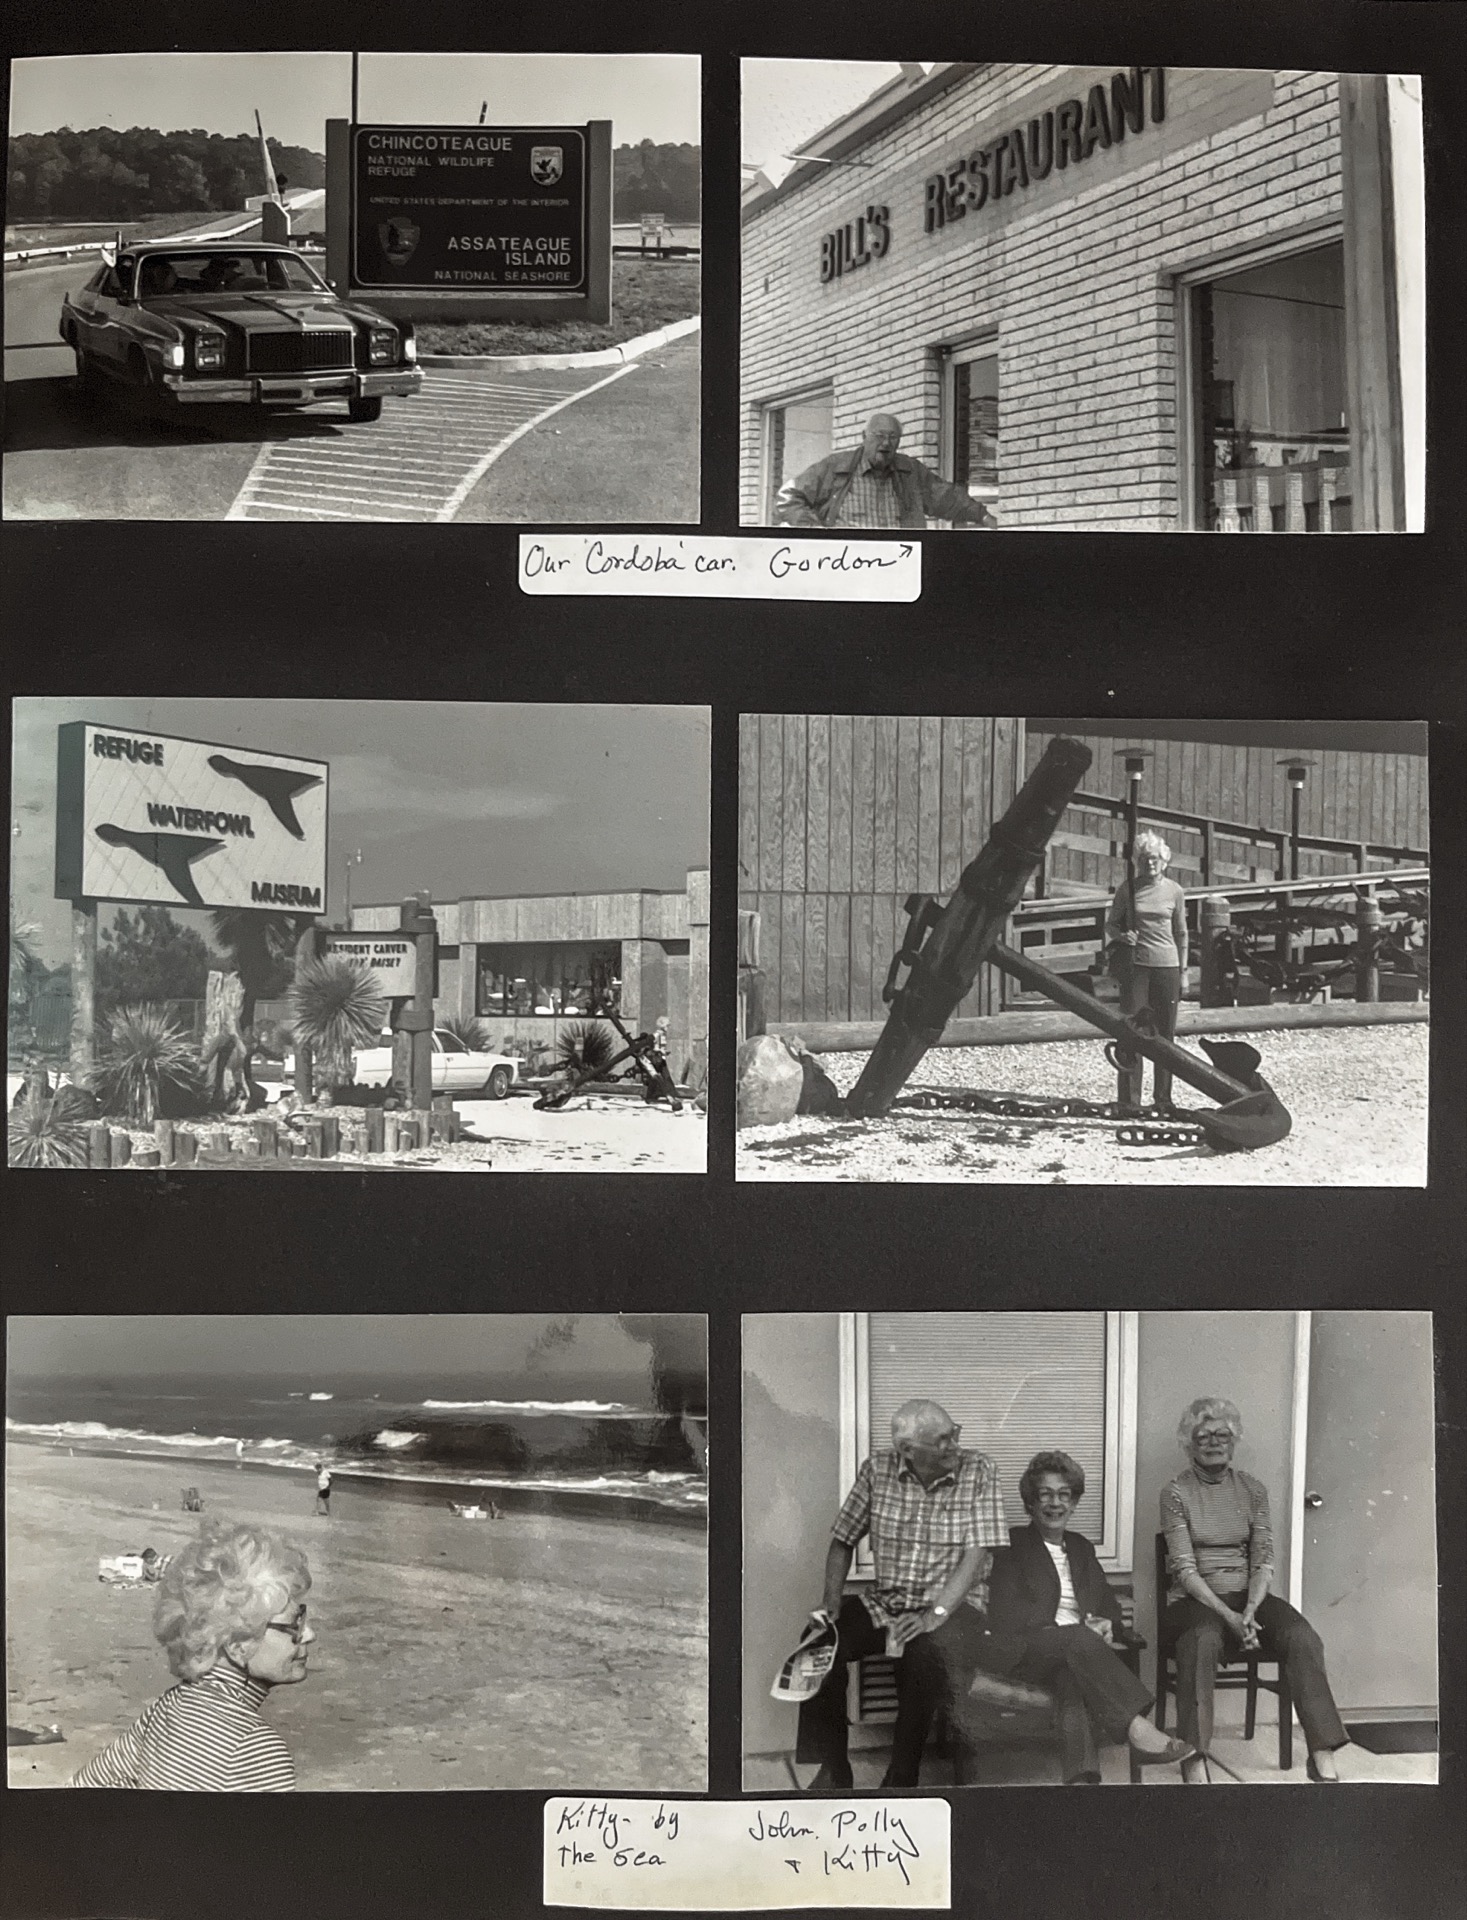 CHINCOTEAGUE
NATIONAL WILDLIFE
REFUGE
UNITED STATES DEPARTMENT OF THE INTERIOR
ASSATEAGUE
ISLAND
NATIONAL SEASHORE
BILL'S RESTAURANT
Our 'Cordoba' car. Gordon↗
REFUGE
WATERFOWL
MUSEUM
RESIDENT CARVER
DAISEY
Kitty - by
the sea
John, Polly
+ Kitty